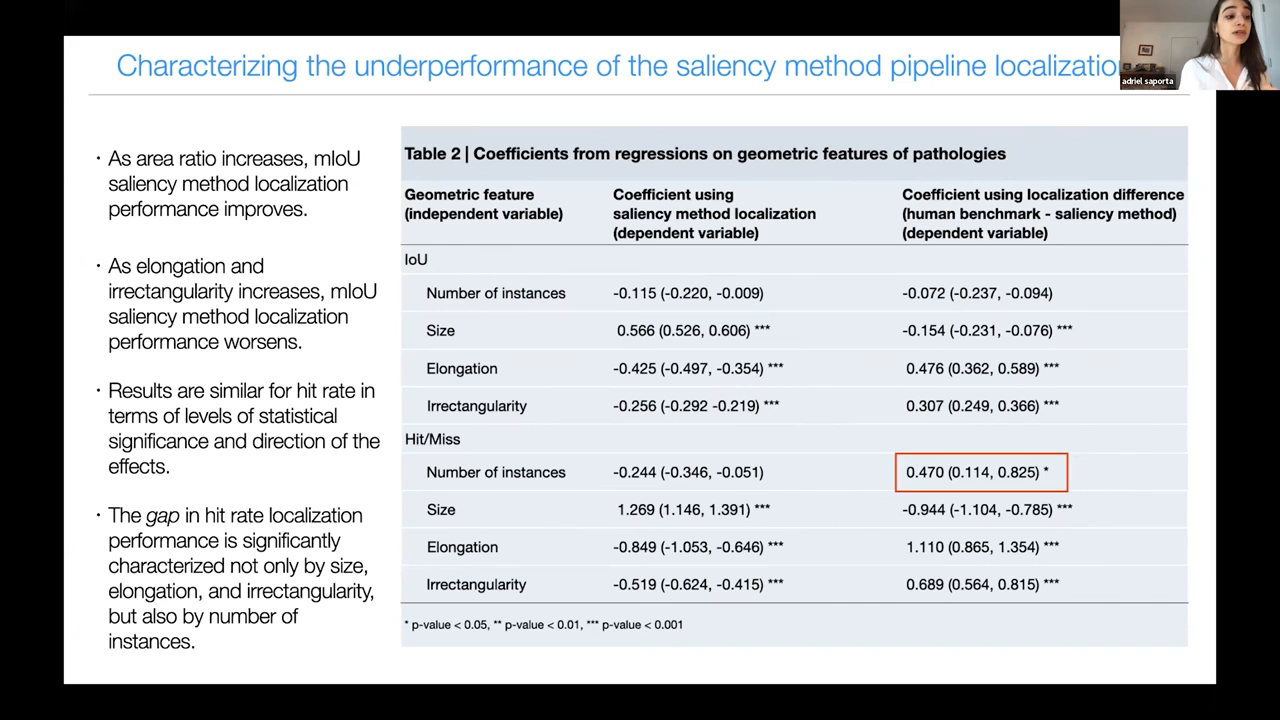 Characterizing the underperformance of the saliency method pipeline localizatio
adriel saporta
· As area ratio increases, mIoU
saliency method localization
performance improves.
· As elongation and
irrectangularity increases, mIoU
saliency method localization
performance worsens.
· Results are similar for hit rate in
terms of levels of statistical
significance and direction of the
effects.
· The gap in hit rate localization
performance is significantly
characterized not only by size,
elongation, and irrectangularity,
but also by number of
instances.
Table 2 | Coefficients from regressions on geometric features of pathologies
Geometric feature (independent variable) Coefficient using saliency method localization (dependent variable) Coefficient using localization difference (human benchmark - saliency method) (dependent variable)
IoU
Number of instances -0.115 (-0.220, -0.009) -0.072 (-0.237, -0.094)
Size 0.566 (0.526, 0.606) *** -0.154 (-0.231, -0.076) ***
Elongation -0.425 (-0.497, -0.354) *** 0.476 (0.362, 0.589) ***
Irrectangularity -0.256 (-0.292 -0.219) *** 0.307 (0.249, 0.366) ***
Hit/Miss
Number of instances -0.244 (-0.346, -0.051) 0.470 (0.114, 0.825) *
Size 1.269 (1.146, 1.391) *** -0.944 (-1.104, -0.785) ***
Elongation -0.849 (-1.053, -0.646) *** 1.110 (0.865, 1.354) ***
Irrectangularity -0.519 (-0.624, -0.415) *** 0.689 (0.564, 0.815) ***
* p-value < 0.05, ** p-value < 0.01, *** p-value < 0.001